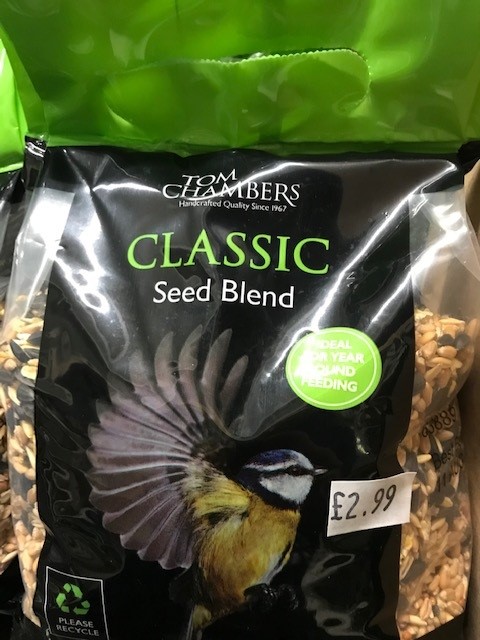 TOM
CHAMBERS
Handcrafted Quality Since 1967
CLASSIC
Seed Blend
IDEAL
FOR YEAR
ROUND
FEEDING
£2.99
PLEASE
RECYCLE